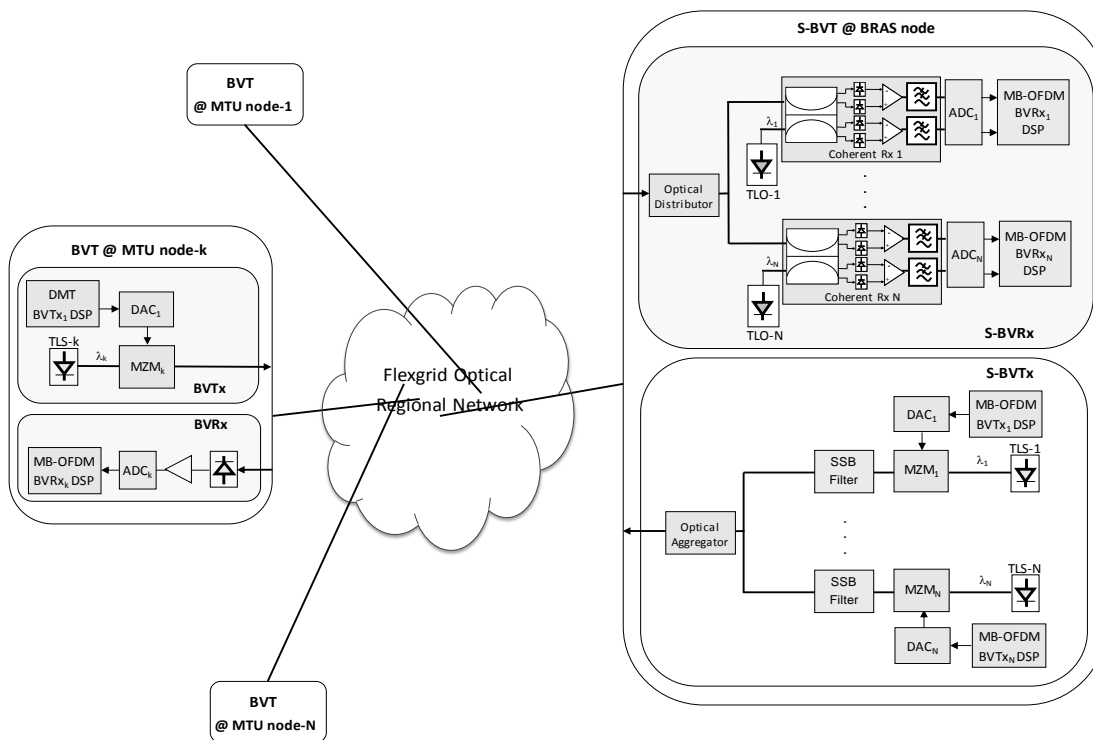 BVT
@ MTU node-1
BVT @ MTU node-k
DMT
BVTx₁ DSP
DAC₁
TLS-k
λₖ
MZMₖ
BVTx
BVRx
MB-OFDM
BVRxₖ DSP
ADCₖ
Flexgrid Optical
Regional Network
BVT
@ MTU node-N
S-BVT @ BRAS node
λ₁
TLO-1
Coherent Rx 1
ADC₁
MB-OFDM
BVRx₁
DSP
Optical
Distributor
λN
TLO-N
Coherent Rx N
ADCN
MB-OFDM
BVRxN
DSP
S-BVRx
S-BVTx
DAC₁
MB-OFDM
BVTx₁ DSP
SSB
Filter
MZM₁
λ₁
TLS-1
Optical
Aggregator
SSB
Filter
MZMN
λN
TLS-N
DACN
MB-OFDM
BVTxN DSP